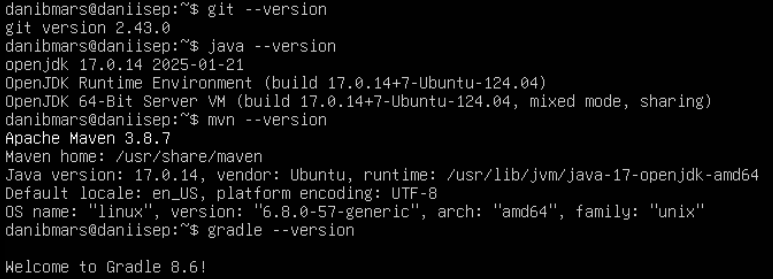 danibmars@daniisep:~$ git --version
git version 2.43.0
danibmars@daniisep:~$ java --version
openjdk 17.0.14 2025-01-21
OpenJDK Runtime Environment (build 17.0.14+7-Ubuntu-124.04)
OpenJDK 64-Bit Server VM (build 17.0.14+7-Ubuntu-124.04, mixed mode, sharing)
danibmars@daniisep:~$ mvn --version
Apache Maven 3.8.7
Maven home: /usr/share/maven
Java version: 17.0.14, vendor: Ubuntu, runtime: /usr/lib/jvm/java-17-openjdk-amd64
Default locale: en_US, platform encoding: UTF-8
OS name: "linux", version: "6.8.0-57-generic", arch: "amd64", family: "unix"
danibmars@daniisep:~$ gradle --version
Welcome to Gradle 8.6!